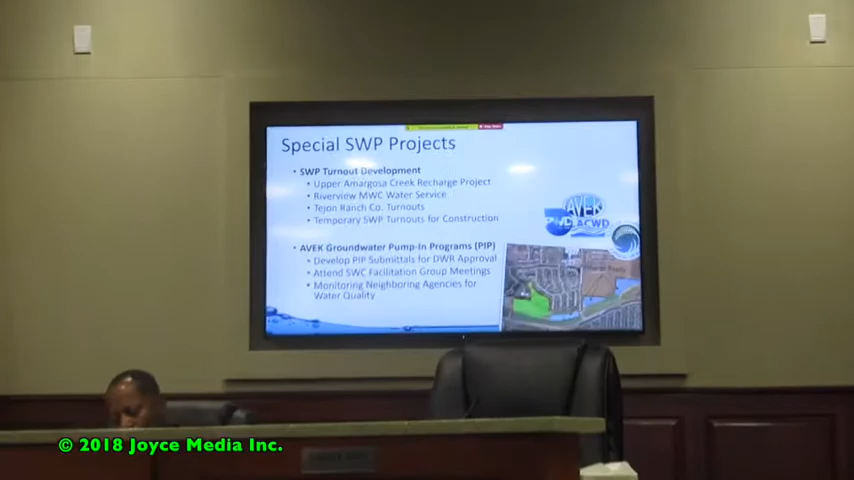 Special SWP Projects
• SWP Turnout Development
• Upper Amargosa Creek Recharge Project
• Riverview MWC Water Service
• Tejon Ranch Co. Turnouts
• Temporary SWP Turnouts for Construction
• AVEK Groundwater Pump-In Programs (PIP)
• Develop PIP Submittals for DWR Approval
• Attend SWC Facilitation Group Meetings
• Monitoring Neighboring Agencies for
Water Quality
AVEK
PWD
LACWD
© 2018 Joyce Media Inc.